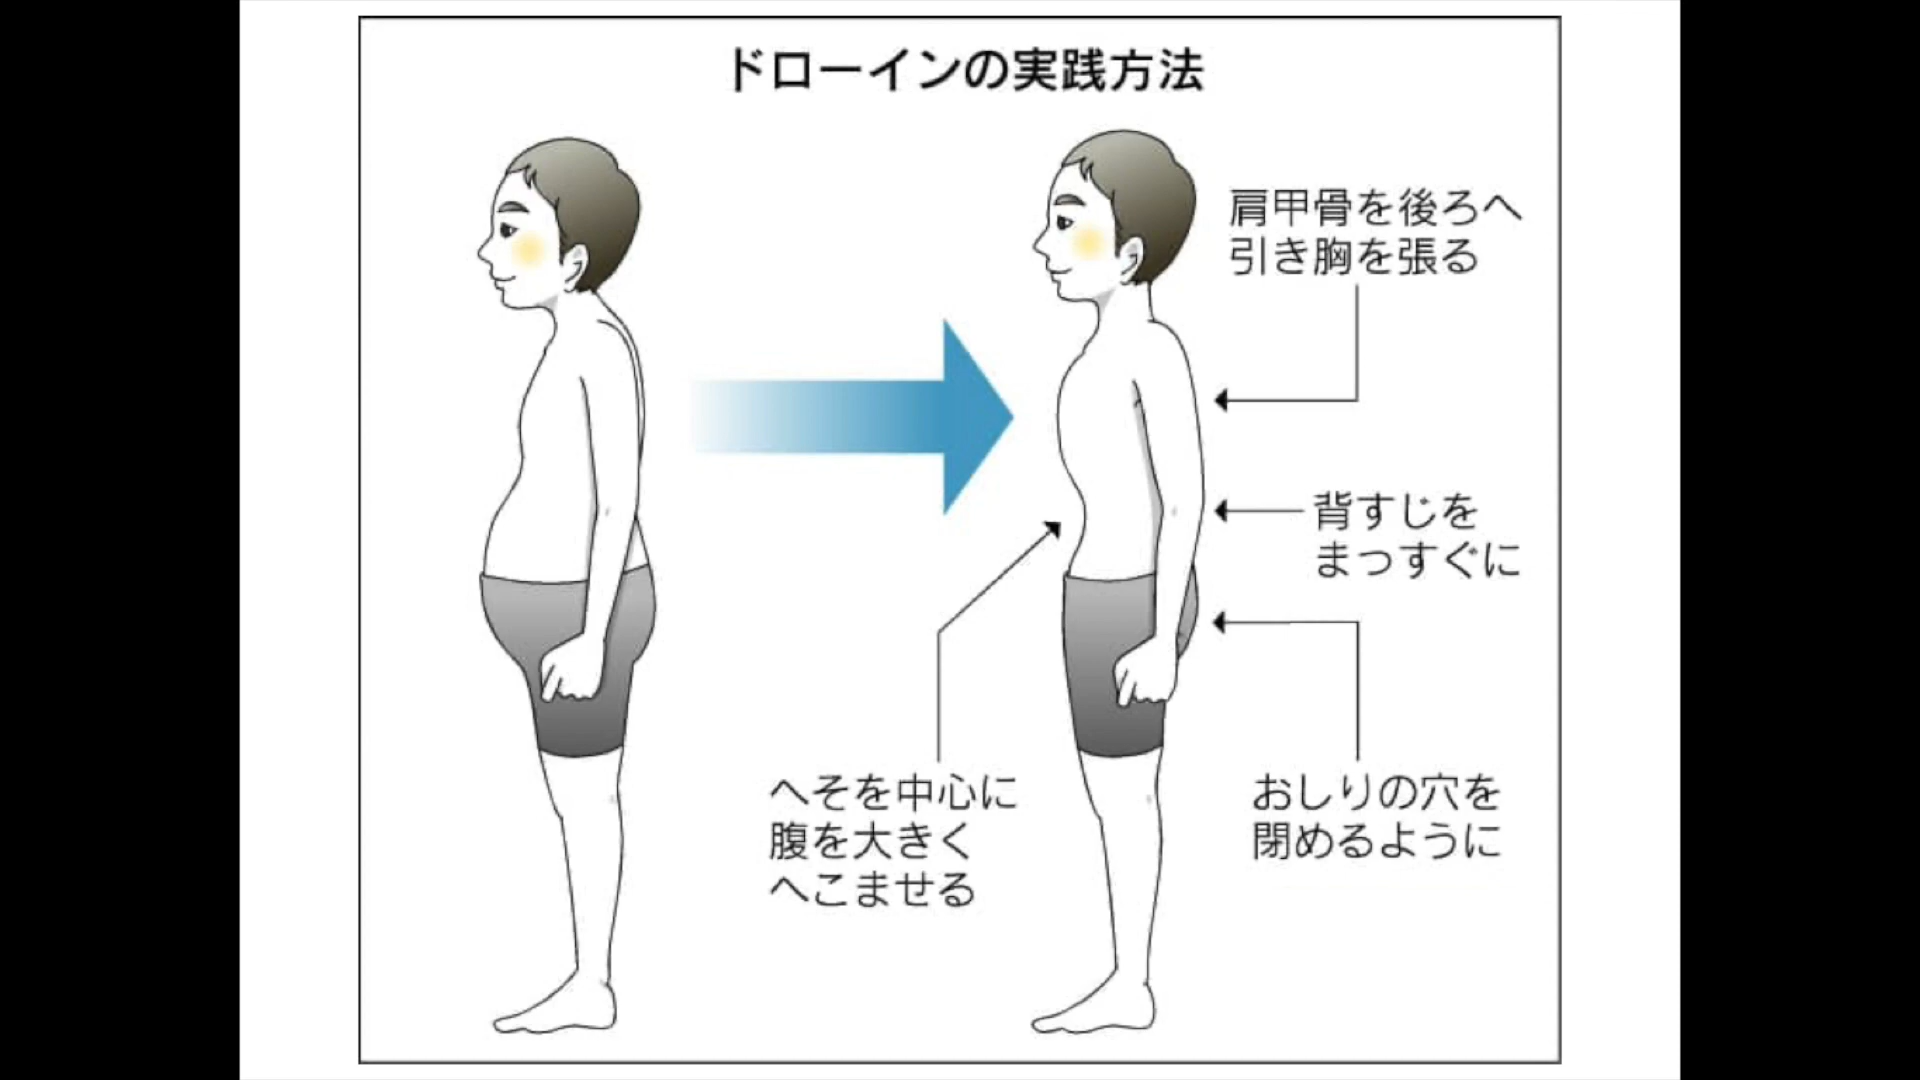 ドローインの実践方法
肩甲骨を後ろへ
引き胸を張る
背すじを
まっすぐに
へそを中心に
腹を大きく
へこませる
おしりの穴を
閉めるように